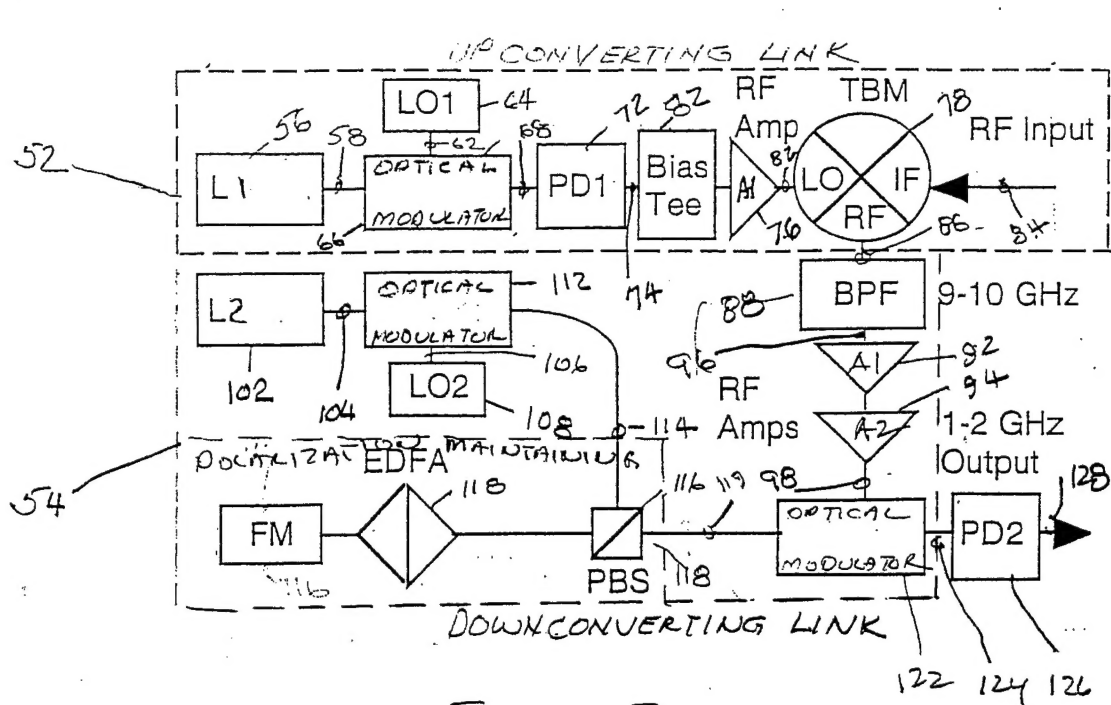 UPCONVERTING LINK
52
56
58
LO1
64
62
68
72
82
RF
Amp
TBM
78
RF Input
L1
OPTICAL
MODULATOR
66
PD1
Bias
Tee
A1
76
82
LO
IF
RF
86
84
74
L2
102
104
OPTICAL
MODULATOR
112
106
LO2
108
88
BPF
9-10 GHz
96
A1
92
RF
Amps
A2
94
1-2 GHz
Output
114
98
54
POLARIZATION MAINTAINING
EDFA
118
FM
116
116
PBS
118
119
OPTICAL
MODULATOR
PD2
128
DOWNCONVERTING LINK
122
124
126